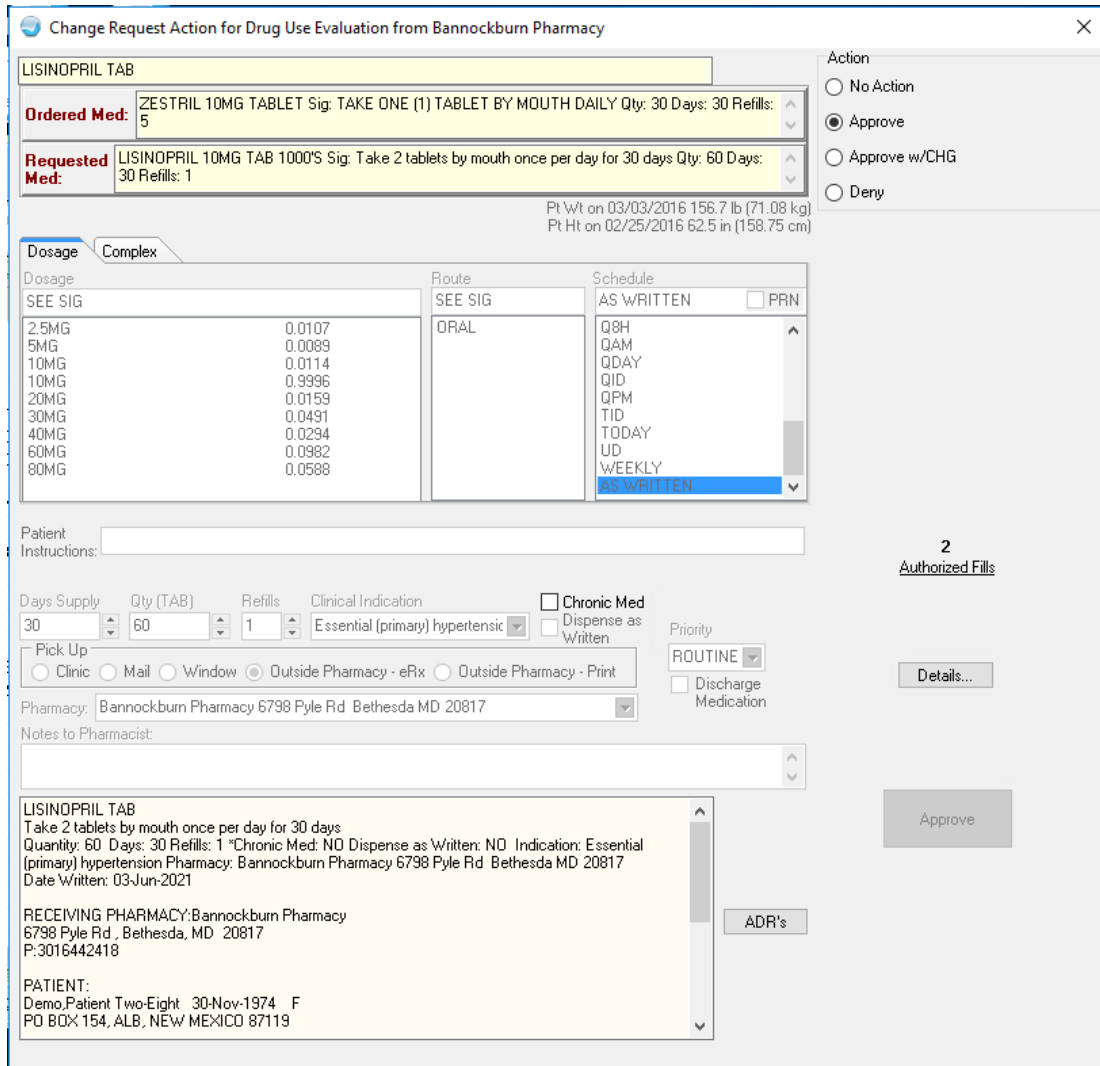 Change Request Action for Drug Use Evaluation from Bannockburn Pharmacy
LISINOPRIL TAB
Ordered Med:
ZESTRIL 10MG TABLET Sig: TAKE ONE (1) TABLET BY MOUTH DAILY Qty: 30 Days: 30 Refills:
5
Requested
Med:
LISINOPRIL 10MG TAB 1000'S Sig: Take 2 tablets by mouth once per day for 30 days Qty: 60 Days:
30 Refills: 1
Action
No Action
Approve
Approve w/CHG
Deny
Pt Wt on 03/03/2016 156.7 lb (71.08 kg)
Pt Ht on 02/25/2016 62.5 in (158.75 cm)
Dosage Complex
Dosage Route Schedule
SEE SIG SEE SIG AS WRITTEN PRN
2.5MG 0.0107
5MG 0.0089
10MG 0.0114
10MG 0.9996
20MG 0.0159
30MG 0.0491
40MG 0.0294
60MG 0.0982
80MG 0.0588
ORAL
Q8H
QAM
QDAY
QID
QPM
TID
TODAY
UD
WEEKLY
AS WRITTEN
Patient
Instructions:
2
Authorized Fills
Days Supply Qty (TAB) Refills Clinical Indication
30 60 1 Essential (primary) hypertensic
Chronic Med
Dispense as
Written
Priority
ROUTINE
Pick Up
Clinic Mail Window Outside Pharmacy - eRx Outside Pharmacy - Print
Discharge
Medication
Details...
Pharmacy: Bannockburn Pharmacy 6798 Pyle Rd Bethesda MD 20817
Notes to Pharmacist:
LISINOPRIL TAB
Take 2 tablets by mouth once per day for 30 days
Quantity: 60 Days: 30 Refills: 1 *Chronic Med: NO Dispense as Written: NO Indication: Essential
(primary) hypertension Pharmacy: Bannockburn Pharmacy 6798 Pyle Rd Bethesda MD 20817
Date Written: 03-Jun-2021
RECEIVING PHARMACY:Bannockburn Pharmacy
6798 Pyle Rd , Bethesda, MD 20817
P:3016442418
PATIENT:
Demo,Patient Two-Eight 30-Nov-1974 F
PO BOX 154, ALB, NEW MEXICO 87119
ADR's
Approve